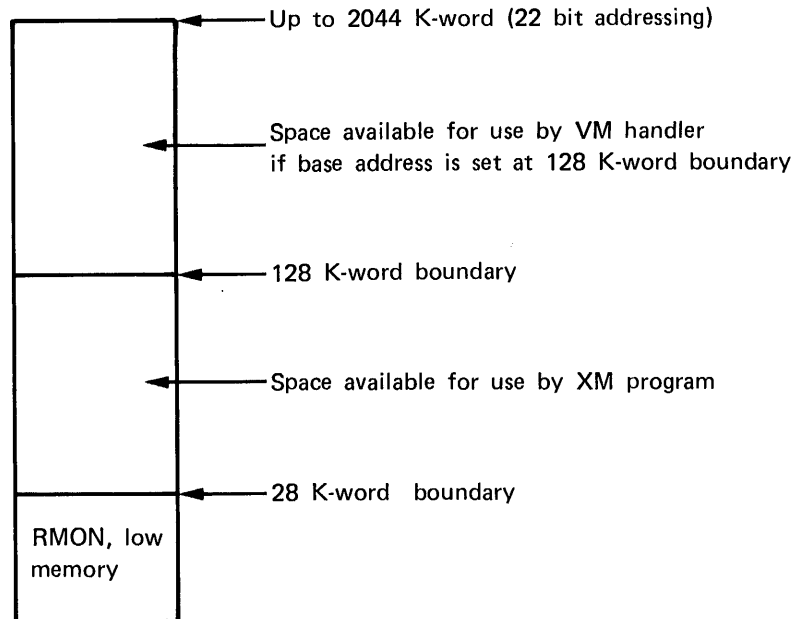 Up to 2044 K-word (22 bit addressing)
Space available for use by VM handler
if base address is set at 128 K-word boundary
128 K-word boundary
Space available for use by XM program
28 K-word boundary
RMON, low
memory